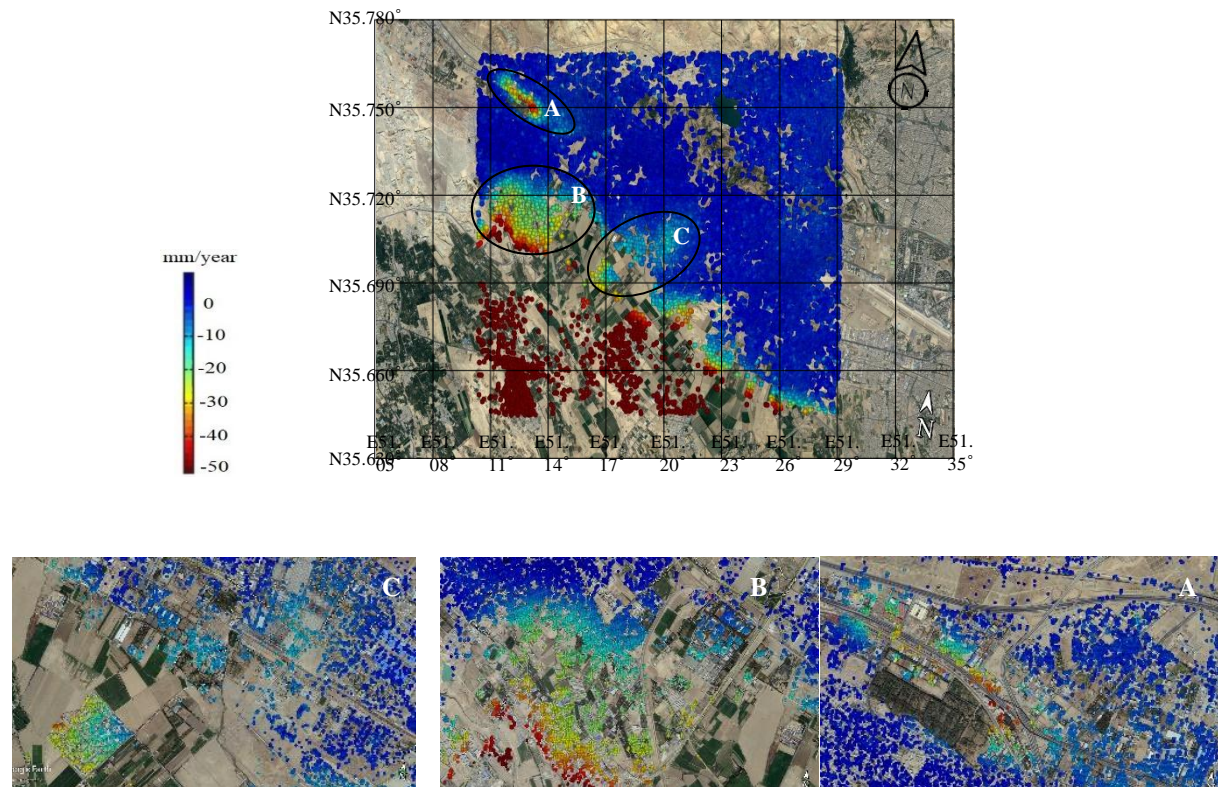 N35.780°
N35.750°
A
N35.720°
B
C
mm/year
N35.690°
0
-10
-20
-30
N35.660°
-40
-50
N
N
E51. E51. E51. E51. E51. E51. E51. E51. E51. E51. E51.
N35.630°
05 08 11 14 17 20 23 26 29 32 35°
C
B
A